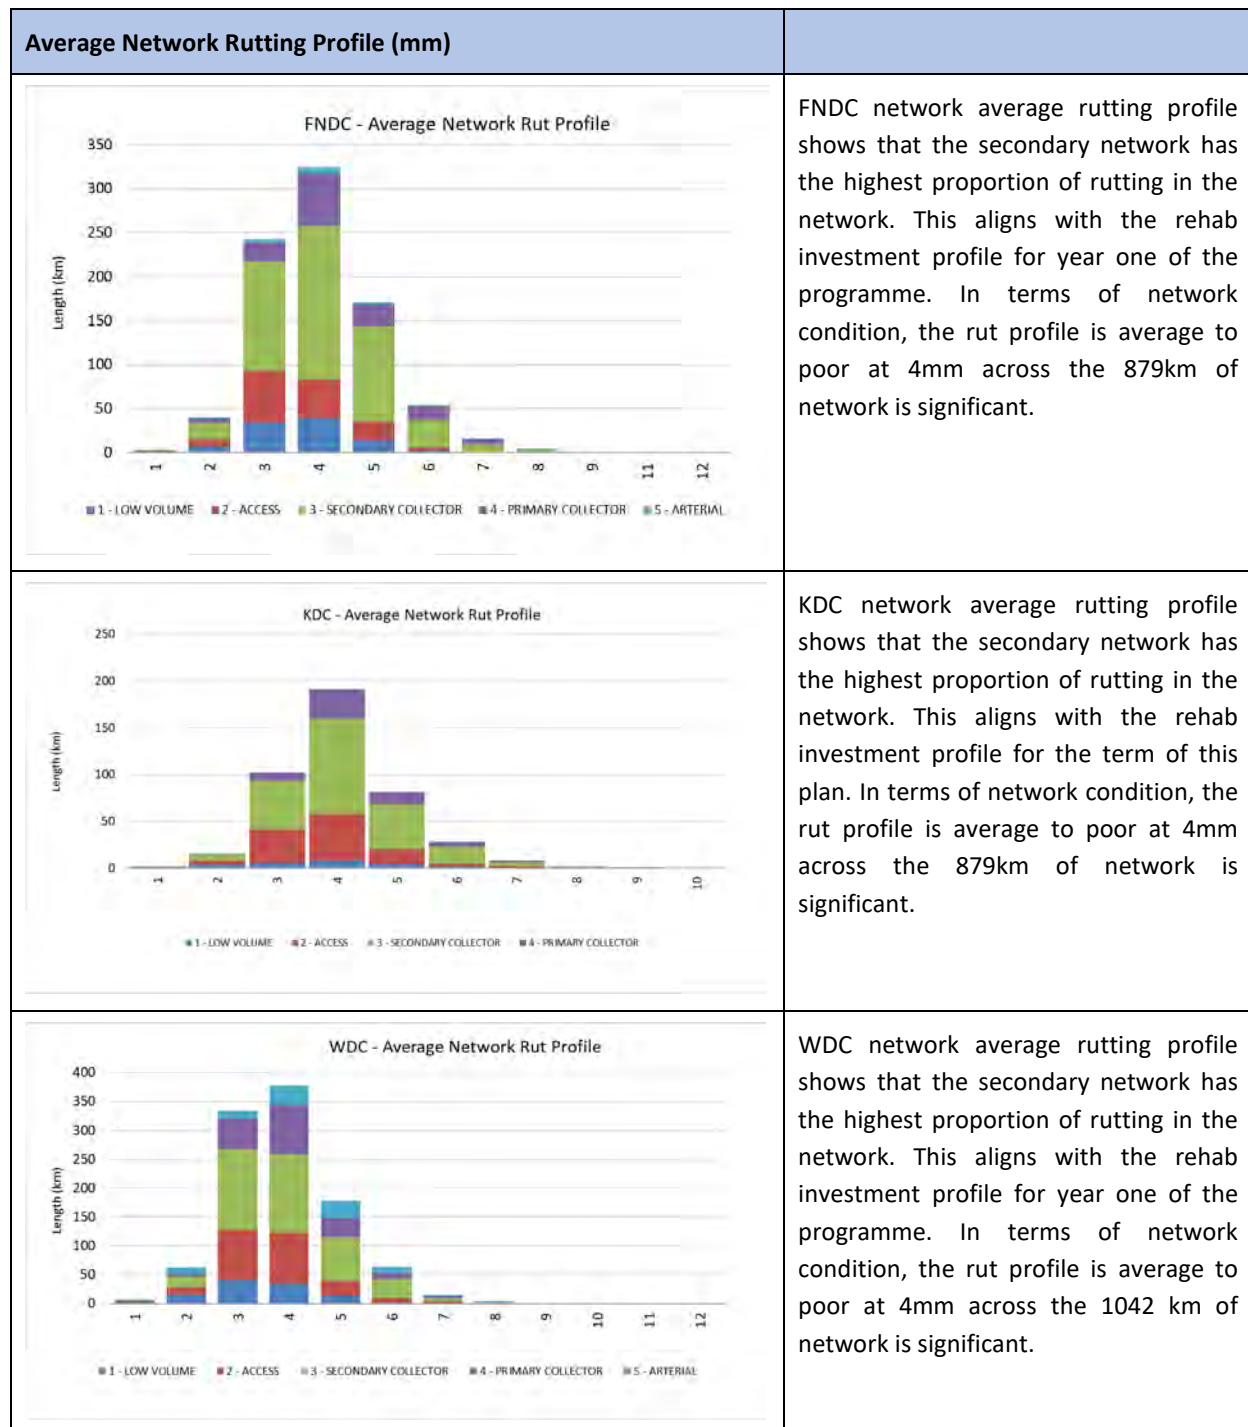 Average Network Rutting Profile (mm)
FNDC - Average Network Rut Profile
350
300
250
200
150
100
50
0
Length (km)
1 2 3 4 5 6 7 8 9 11 12
1 - LOW VOLUME 2 - ACCESS 3 - SECONDARY COLLECTOR 4 - PRIMARY COLLECTOR 5 - ARTERIAL
FNDC network average rutting profile
shows that the secondary network has
the highest proportion of rutting in the
network. This aligns with the rehab
investment profile for year one of the
programme. In terms of network
condition, the rut profile is average to
poor at 4mm across the 879km of
network is significant.
KDC - Average Network Rut Profile
250
200
150
100
50
0
Length (km)
1 2 3 4 5 6 7 8 9 10
1 - LOW VOLUME 2 - ACCESS 3 - SECONDARY COLLECTOR 4 - PRIMARY COLLECTOR
KDC network average rutting profile
shows that the secondary network has
the highest proportion of rutting in the
network. This aligns with the rehab
investment profile for the term of this
plan. In terms of network condition, the
rut profile is average to poor at 4mm
across the 879km of network is
significant.
WDC - Average Network Rut Profile
400
350
300
250
200
150
100
50
0
Length (km)
1 2 3 4 5 6 7 8 9 10 11 12
1 - LOW VOLUME 2 - ACCESS 3 - SECONDARY COLLECTOR 4 - PRIMARY COLLECTOR 5 - ARTERIAL
WDC network average rutting profile
shows that the secondary network has
the highest proportion of rutting in the
network. This aligns with the rehab
investment profile for year one of the
programme. In terms of network
condition, the rut profile is average to
poor at 4mm across the 1042 km of
network is significant.